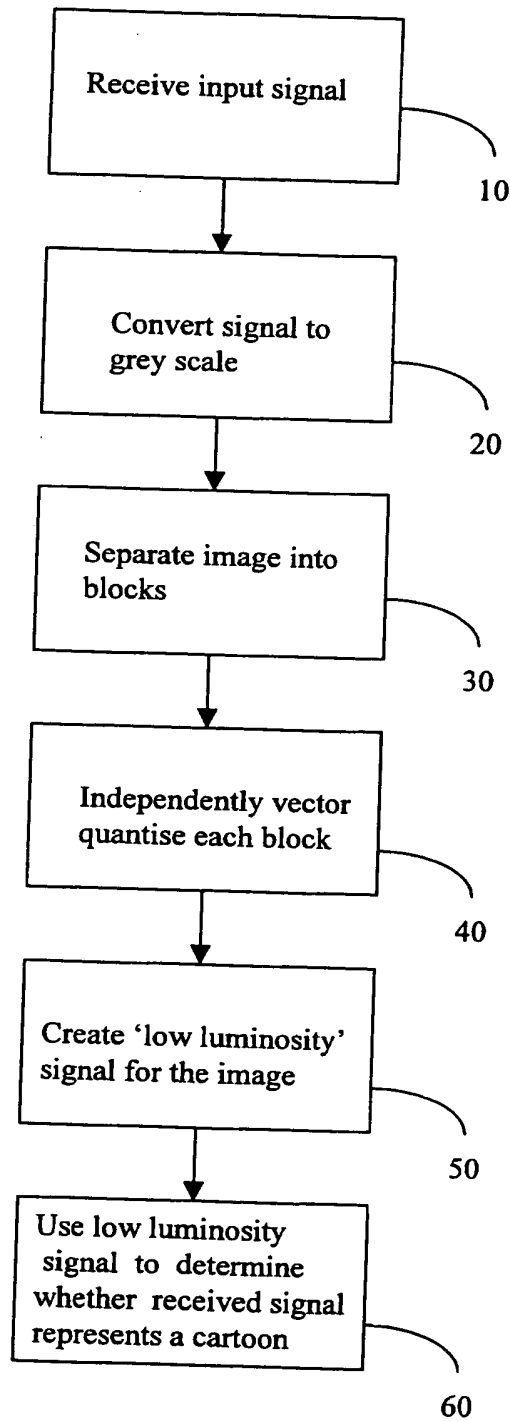 Receive input signal
10
Convert signal to
grey scale
20
Separate image into
blocks
30
Independently vector
quantise each block
40
Create ‘low luminosity’
signal for the image
50
Use low luminosity
signal to determine
whether received signal
represents a cartoon
60